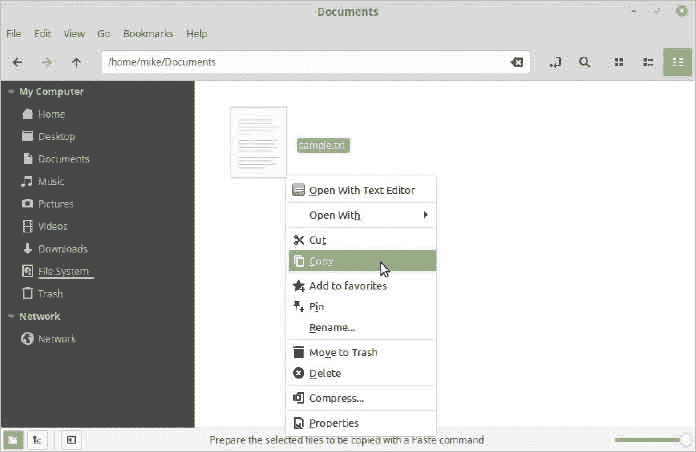 Documents
File Edit View Go Bookmarks Help
/home/mike/Documents
My Computer
Home
Desktop
Documents
Music
Pictures
Videos
Downloads
File System
Trash
Network
Network
sample.txt
Open With Text Editor
Open With
Cut
Copy
Add to favorites
Pin
Rename...
Move to Trash
Delete
Compress...
Properties
Prepare the selected files to be copied with a Paste command